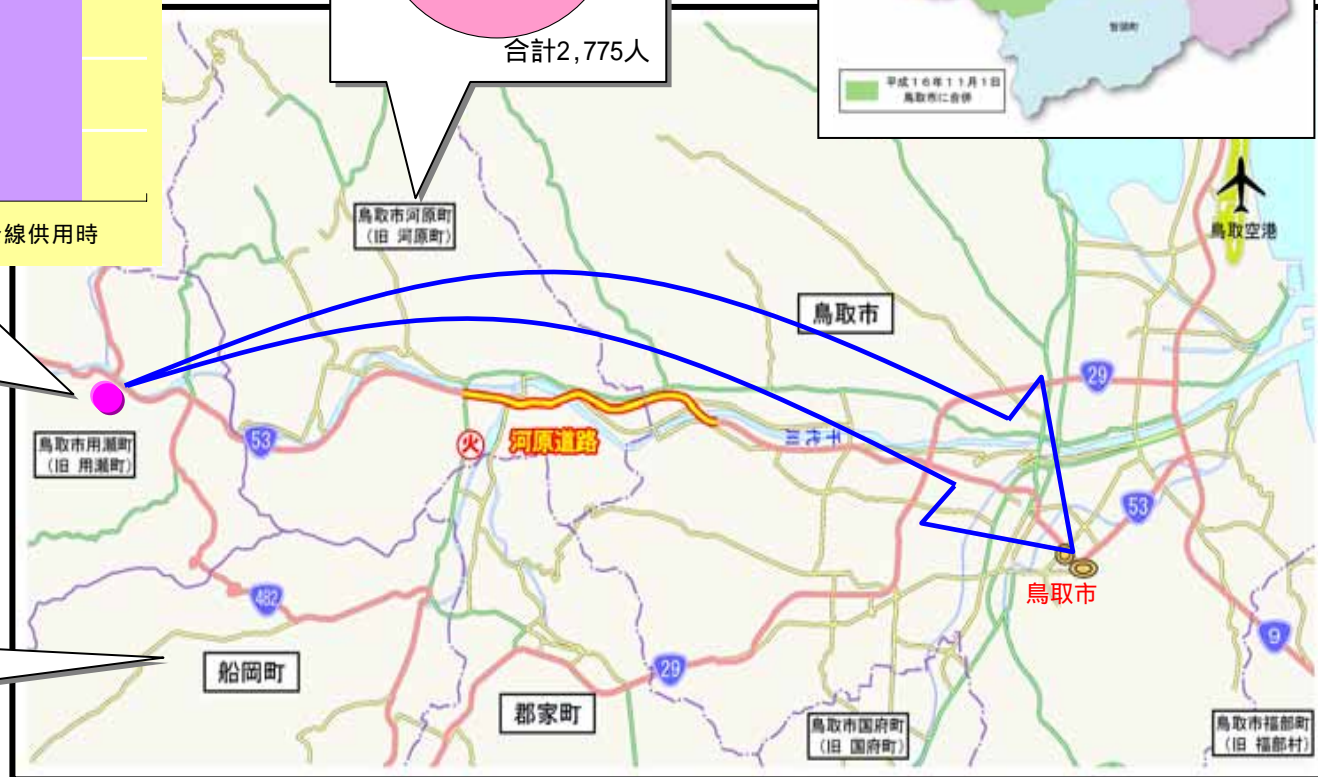 合計2,775人
智頭町
平成16年11月1日
鳥取市に合併
線供用時
鳥取市河原町
(旧 河原町)
鳥取空港
鳥取市
29
鳥取市用瀬町
(旧 用瀬町)
53
火
河原道路
53
鳥取市
482
船岡町
29
9
郡家町
鳥取市国府町
(旧 国府町)
鳥取市福部町
(旧 福部村)